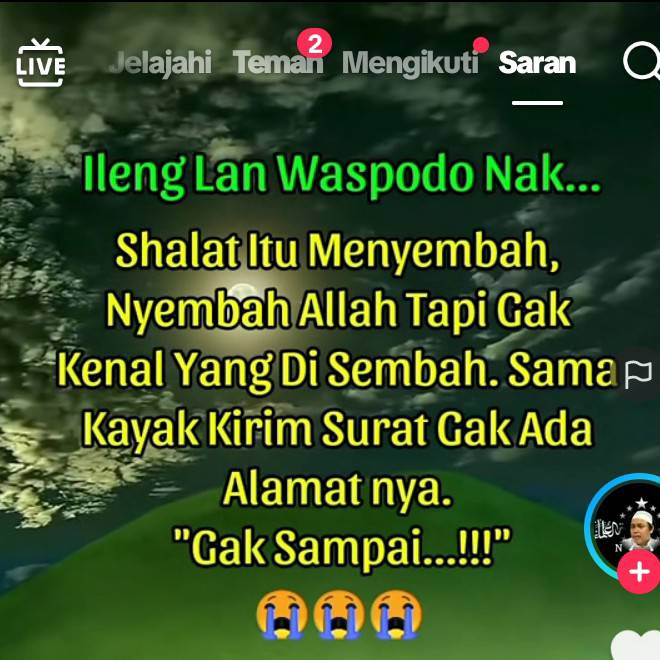 LIVE
Jelajahi Teman 2 Mengikuti Saran
Ileng Lan Waspodo Nak...
Shalat Itu Menyembah,
Nyembah Allah Tapi Gak
Kenal Yang Di Sembah. Sama
Kayak Kirim Surat Gak Ada
Alamat nya.
"Gak Sampai...!!!"
😭😭😭